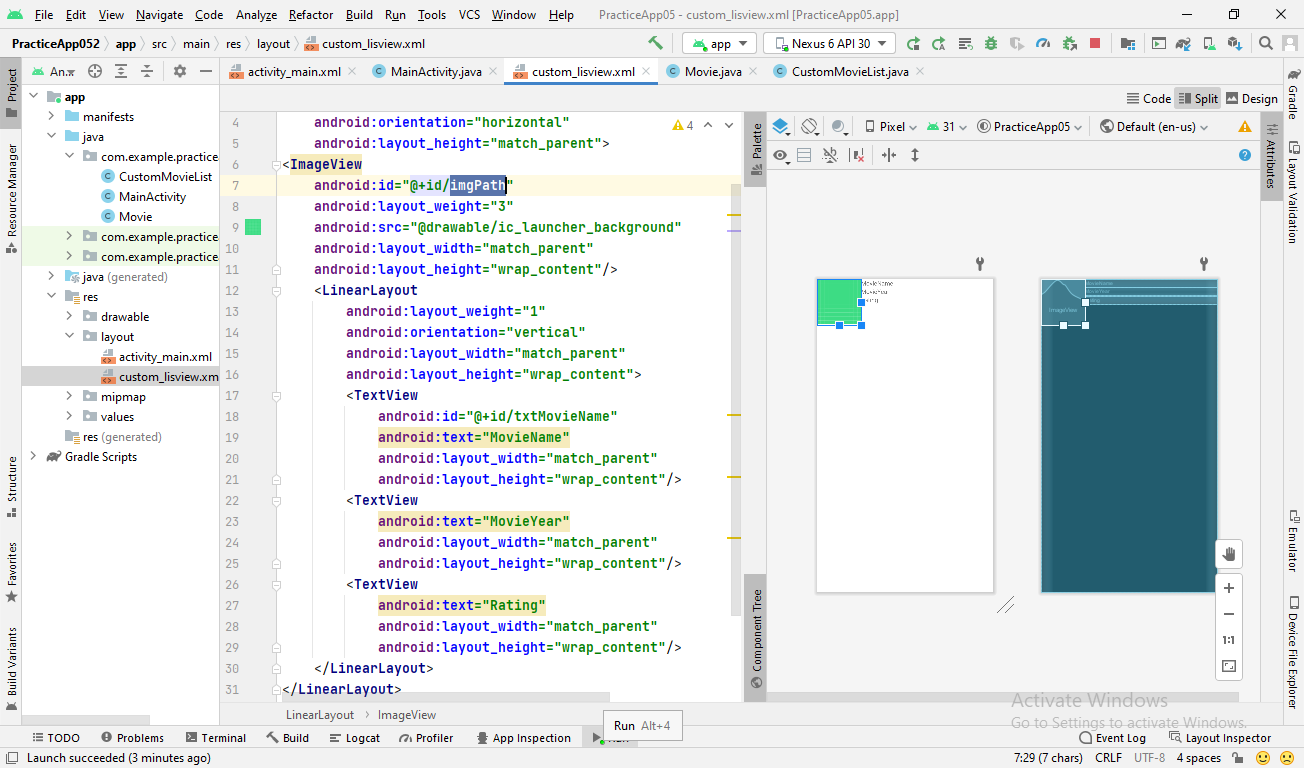 File Edit View Navigate Code Analyze Refactor Build Run Tools VCS Window Help PracticeApp05 - custom_lisview.xml [PracticeApp05.app]
PracticeApp052 app src main res layout custom_lisview.xml app Nexus 6 API 30
Project An.. activity_main.xml MainActivity.java custom_lisview.xml Movie.java CustomMovieList.java
Gradle
Code Split Design
app
manifests
java
com.example.practice
CustomMovieList
MainActivity
Movie
com.example.practice
com.example.practice
java (generated)
res
drawable
layout
activity_main.xml
custom_lisview.xm
mipmap
values
res (generated)
Gradle Scripts
Resource Manager
Structure
Favorites
Build Variants
4 android:orientation="horizontal"
4
5 android:layout_height="match_parent">
6 <ImageView
7 android:id="@+id/imgPath"
8 android:layout_weight="3"
9 android:src="@drawable/ic_launcher_background"
10 android:layout_width="match_parent"
11 android:layout_height="wrap_content"/>
12 <LinearLayout
13 android:layout_weight="1"
14 android:orientation="vertical"
15 android:layout_width="match_parent"
16 android:layout_height="wrap_content">
17 <TextView
18 android:id="@+id/txtMovieName"
19 android:text="MovieName"
20 android:layout_width="match_parent"
21 android:layout_height="wrap_content"/>
22 <TextView
23 android:text="MovieYear"
24 android:layout_width="match_parent"
25 android:layout_height="wrap_content"/>
26 <TextView
27 android:text="Rating"
28 android:layout_width="match_parent"
29 android:layout_height="wrap_content"/>
30 </LinearLayout>
31 </LinearLayout>
LinearLayout ImageView
Palette
Component Tree
Pixel 31 PracticeApp05 Default (en-us)
Attributes
Layout Validation
Emulator
Device File Explorer
MovieName
ImageView
1:1
Activate Windows
Go to Settings to activate Windows.
Run Alt+4
TODO Problems Terminal Build Logcat Profiler App Inspection Run Event Log Layout Inspector
Launch succeeded (3 minutes ago) 7:29 (7 chars) CRLF UTF-8 4 spaces